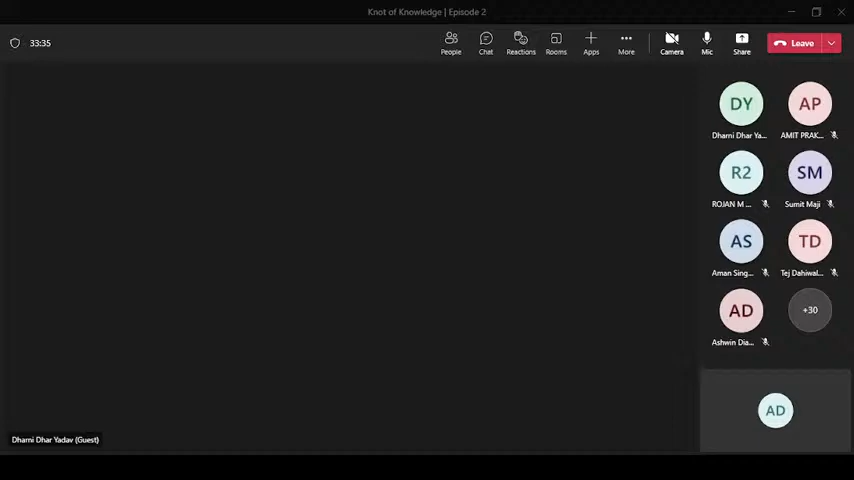 Knot of Knowledge | Episode 2
33:35
People
Chat
Reactions
Rooms
Apps
More
Camera
Mic
Share
Leave
DY
AP
Dharni Dhar Ya...
AMIT PRAK...
R2
SM
ROJAN M ...
Sumit Maji
AS
TD
Aman Sing...
Tej Dahiwal...
AD
+30
Ashwin Dia...
AD
Dharni Dhar Yadav (Guest)